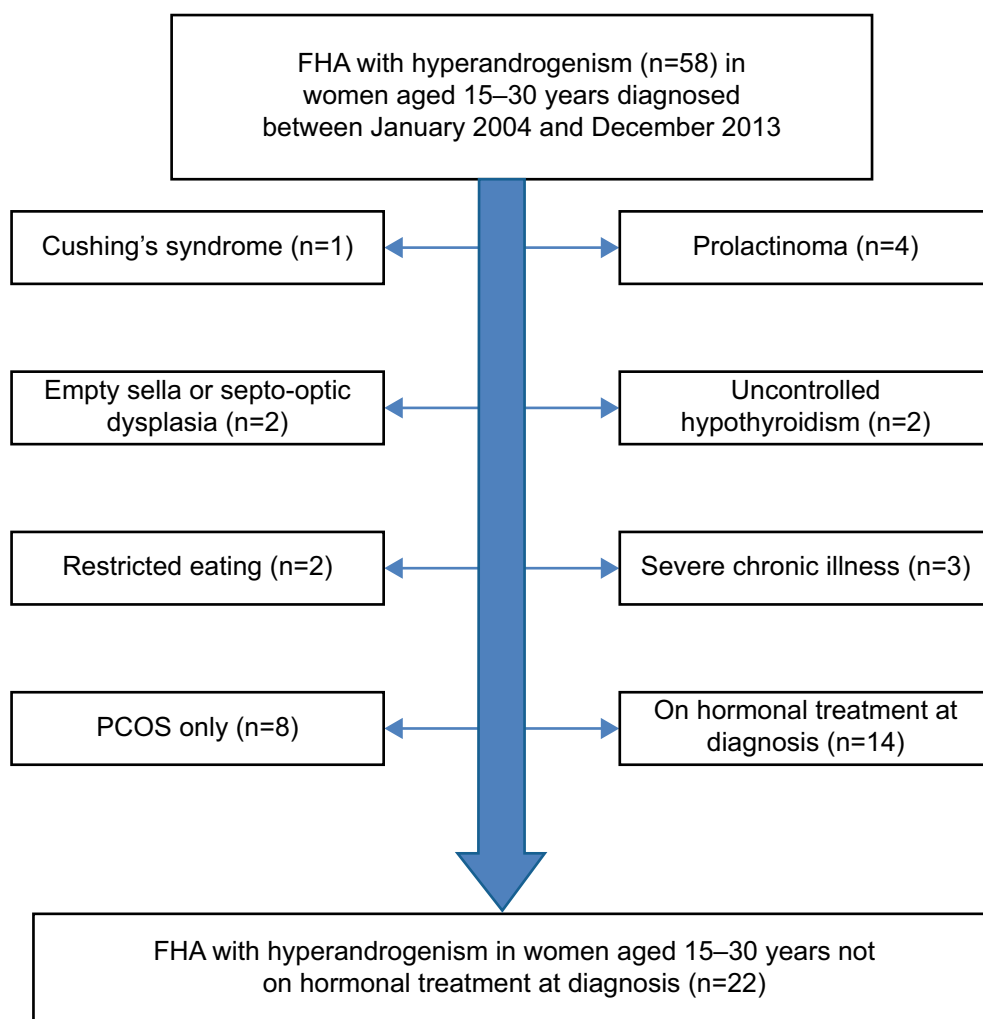 FHA with hyperandrogenism (n=58) in
women aged 15–30 years diagnosed
between January 2004 and December 2013
Cushing’s syndrome (n=1)
Prolactinoma (n=4)
Empty sella or septo-optic
dysplasia (n=2)
Uncontrolled
hypothyroidism (n=2)
Restricted eating (n=2)
Severe chronic illness (n=3)
PCOS only (n=8)
On hormonal treatment at
diagnosis (n=14)
FHA with hyperandrogenism in women aged 15–30 years not
on hormonal treatment at diagnosis (n=22)